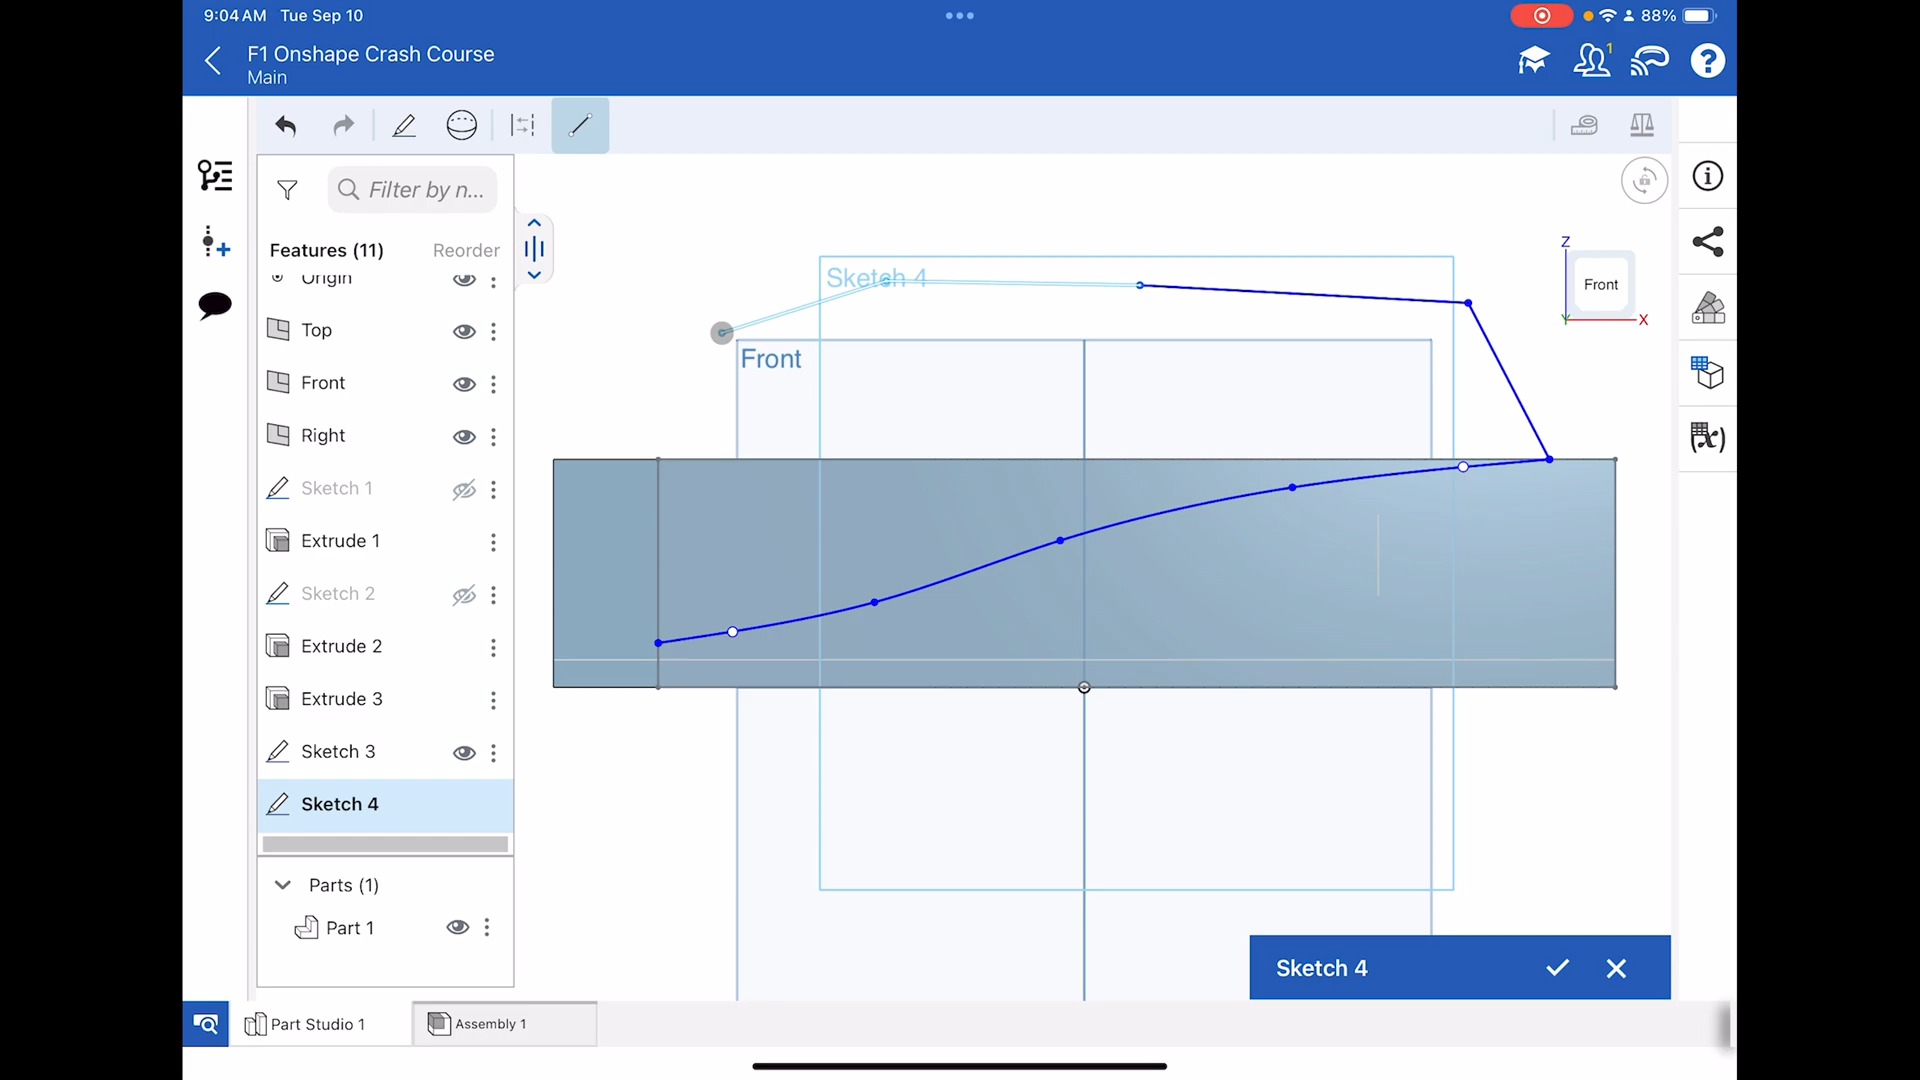 9:04 AM Tue Sep 10
88%
F1 Onshape Crash Course
Main
1
?
Filter by n...
Features (11) Reorder
Origin
Top
Front
Right
Sketch 1
Extrude 1
Sketch 2
Extrude 2
Extrude 3
Sketch 3
Sketch 4
Parts (1)
Part 1
Sketch 4
Front
Z
Front
Y
X
i
(x)
Sketch 4
Part Studio 1
Assembly 1